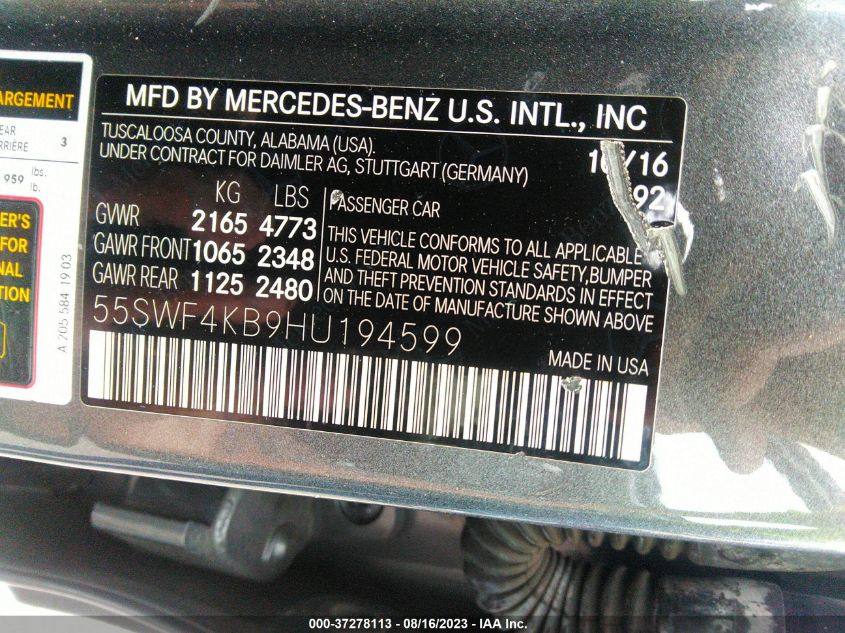 ARGEMENT
EAR
RRIÈRE 3
959 lbs.
lb.
ER'S
FOR
NAL
TION
A 205 584 19 03
MFD BY MERCEDES-BENZ U.S. INTL., INC
TUSCALOOSA COUNTY, ALABAMA (USA).
UNDER CONTRACT FOR DAIMLER AG, STUTTGART (GERMANY)
/16
92
KG LBS
GVWR 2165 4773
GAWR FRONT 1065 2348
GAWR REAR 1125 2480
PASSENGER CAR
THIS VEHICLE CONFORMS TO ALL APPLICABLE
U.S. FEDERAL MOTOR VEHICLE SAFETY, BUMPER
AND THEFT PREVENTION STANDARDS IN EFFECT
ON THE DATE OF MANUFACTURE SHOWN ABOVE
55SWF4KB9HU194599
MADE IN USA
000-37278113 - 08/16/2023 - IAA Inc.